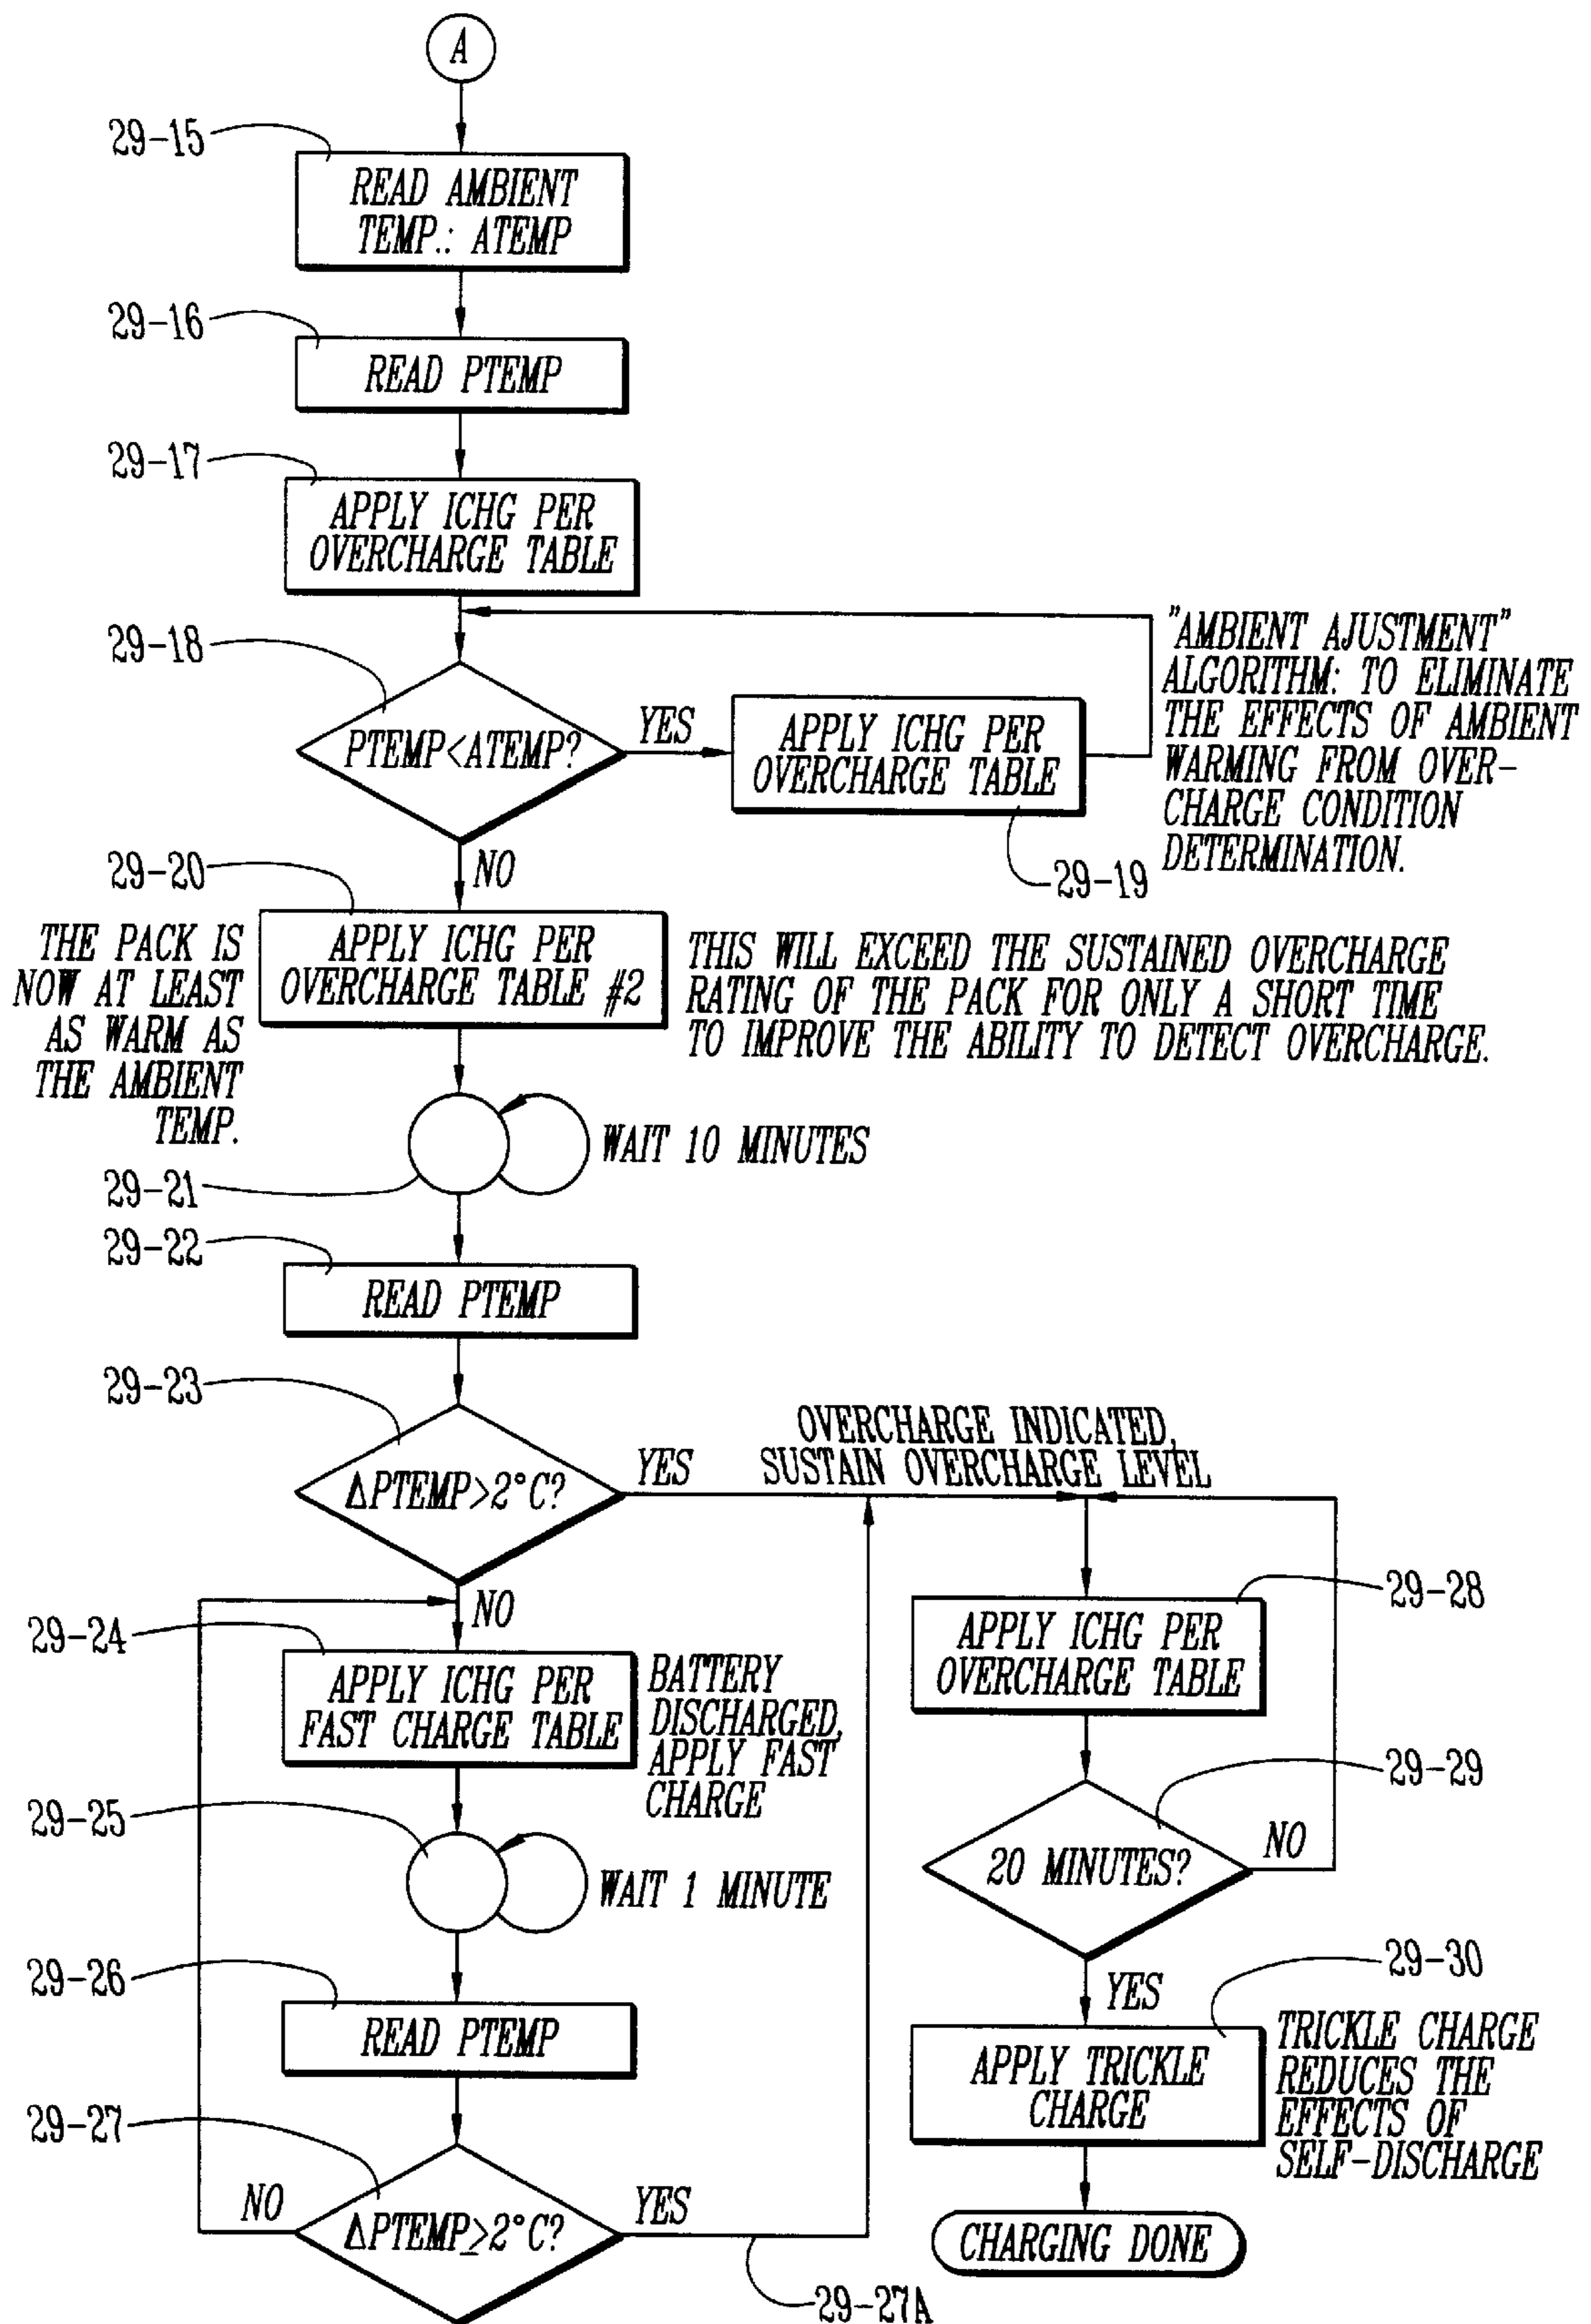 A
29-15
READ AMBIENT
TEMP.: ATEMP
29-16
READ PTEMP
29-17
APPLY ICHG PER
OVERCHARGE TABLE
29-18
PTEMP<ATEMP?
YES
APPLY ICHG PER
OVERCHARGE TABLE
29-19
"AMBIENT AJUSTMENT"
ALGORITHM: TO ELIMINATE
THE EFFECTS OF AMBIENT
WARMING FROM OVER-
CHARGE CONDITION
DETERMINATION.
NO
29-20
THE PACK IS
NOW AT LEAST
AS WARM AS
THE AMBIENT
TEMP.
APPLY ICHG PER
OVERCHARGE TABLE #2
THIS WILL EXCEED THE SUSTAINED OVERCHARGE
RATING OF THE PACK FOR ONLY A SHORT TIME
TO IMPROVE THE ABILITY TO DETECT OVERCHARGE.
WAIT 10 MINUTES
29-21
29-22
READ PTEMP
29-23
ΔPTEMP>2°C?
YES
OVERCHARGE INDICATED,
SUSTAIN OVERCHARGE LEVEL
NO
29-24
APPLY ICHG PER
FAST CHARGE TABLE
BATTERY
DISCHARGED,
APPLY FAST
CHARGE
29-25
WAIT 1 MINUTE
29-26
READ PTEMP
29-27
ΔPTEMP≥2°C?
NO
YES
29-27A
29-28
APPLY ICHG PER
OVERCHARGE TABLE
29-29
20 MINUTES?
NO
YES
29-30
APPLY TRICKLE
CHARGE
TRICKLE CHARGE
REDUCES THE
EFFECTS OF
SELF-DISCHARGE
CHARGING DONE